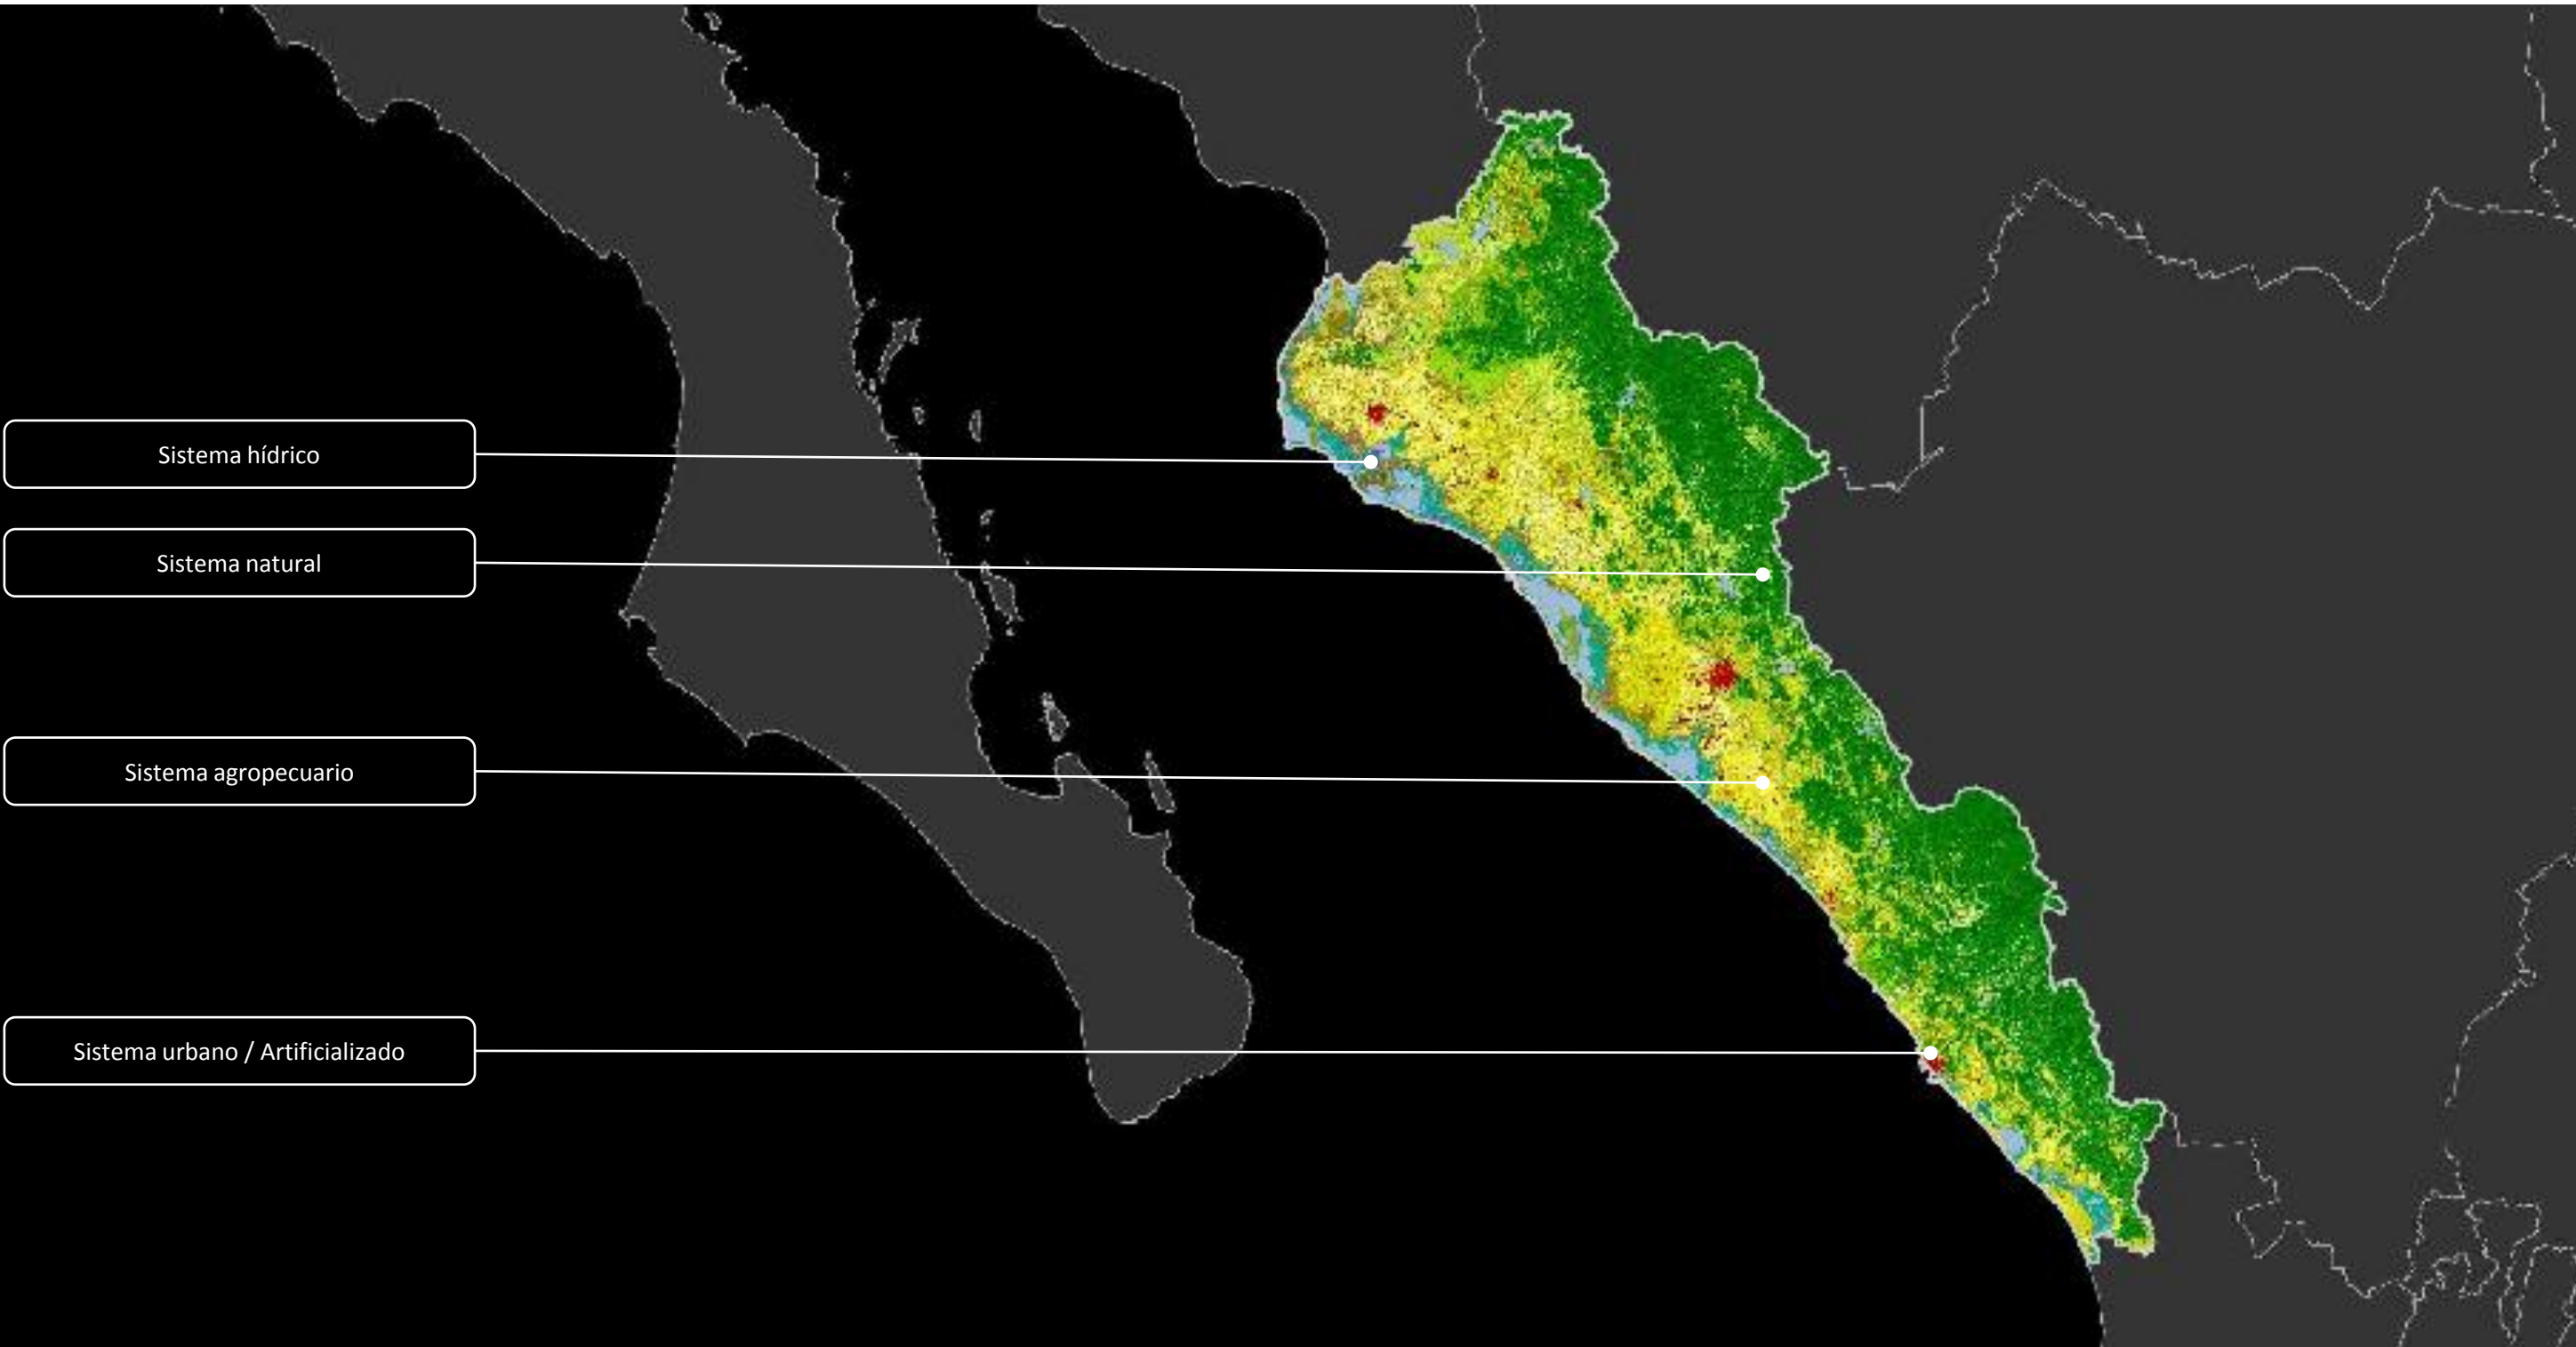 Sistema hídrico
Sistema natural
Sistema agropecuario
Sistema urbano / Artificializado